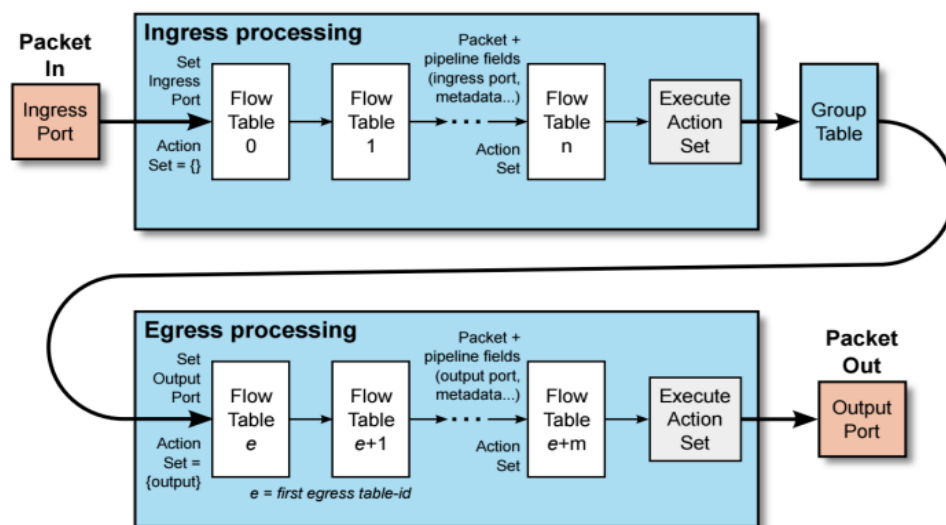 Ingress processing
Packet
In
Ingress
Port
Set
Ingress
Port
Action
Set = {}
Flow
Table
0
Flow
Table
1
Packet +
pipeline fields
(ingress port,
metadata...)
Action
Set
Flow
Table
n
Execute
Action
Set
Group
Table
Egress processing
Set
Output
Port
Action
Set =
{output}
Flow
Table
e
Flow
Table
e+1
e = first egress table-id
Packet +
pipeline fields
(output port,
metadata...)
Action
Set
Flow
Table
e+m
Execute
Action
Set
Packet
Out
Output
Port